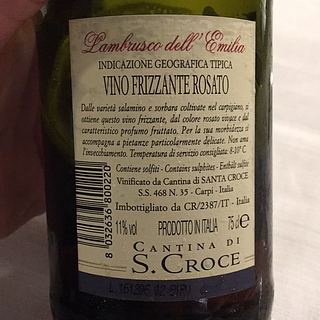 Lambrusco dell'Emilia
INDICAZIONE GEOGRAFICA TIPICA
VINO FRIZZANTE ROSATO
Dalle varietà salamino e sorbara coltivate nel carpigiano, si
ottiene questo vino frizzante, dal colore rosato vivace e dal
caratteristico profumo fruttato. Per la sua morbidezza si
accompagna a pietanze particolarmente delicate. Non ama
l'invecchiamento. Temperatura di servizio consigliata: 8-10° C.
Contiene solfiti - Contains sulphites - Enthält sulfite
Vinificato da Cantina di SANTA CROCE
S.S. 468 N. 35 - Carpi - Italia
Imbottigliato da CR/2387/IT - Italia
11% vol PRODOTTO IN ITALIA 75 cl e
8 032636 800220
CANTINA DI
S. CROCE